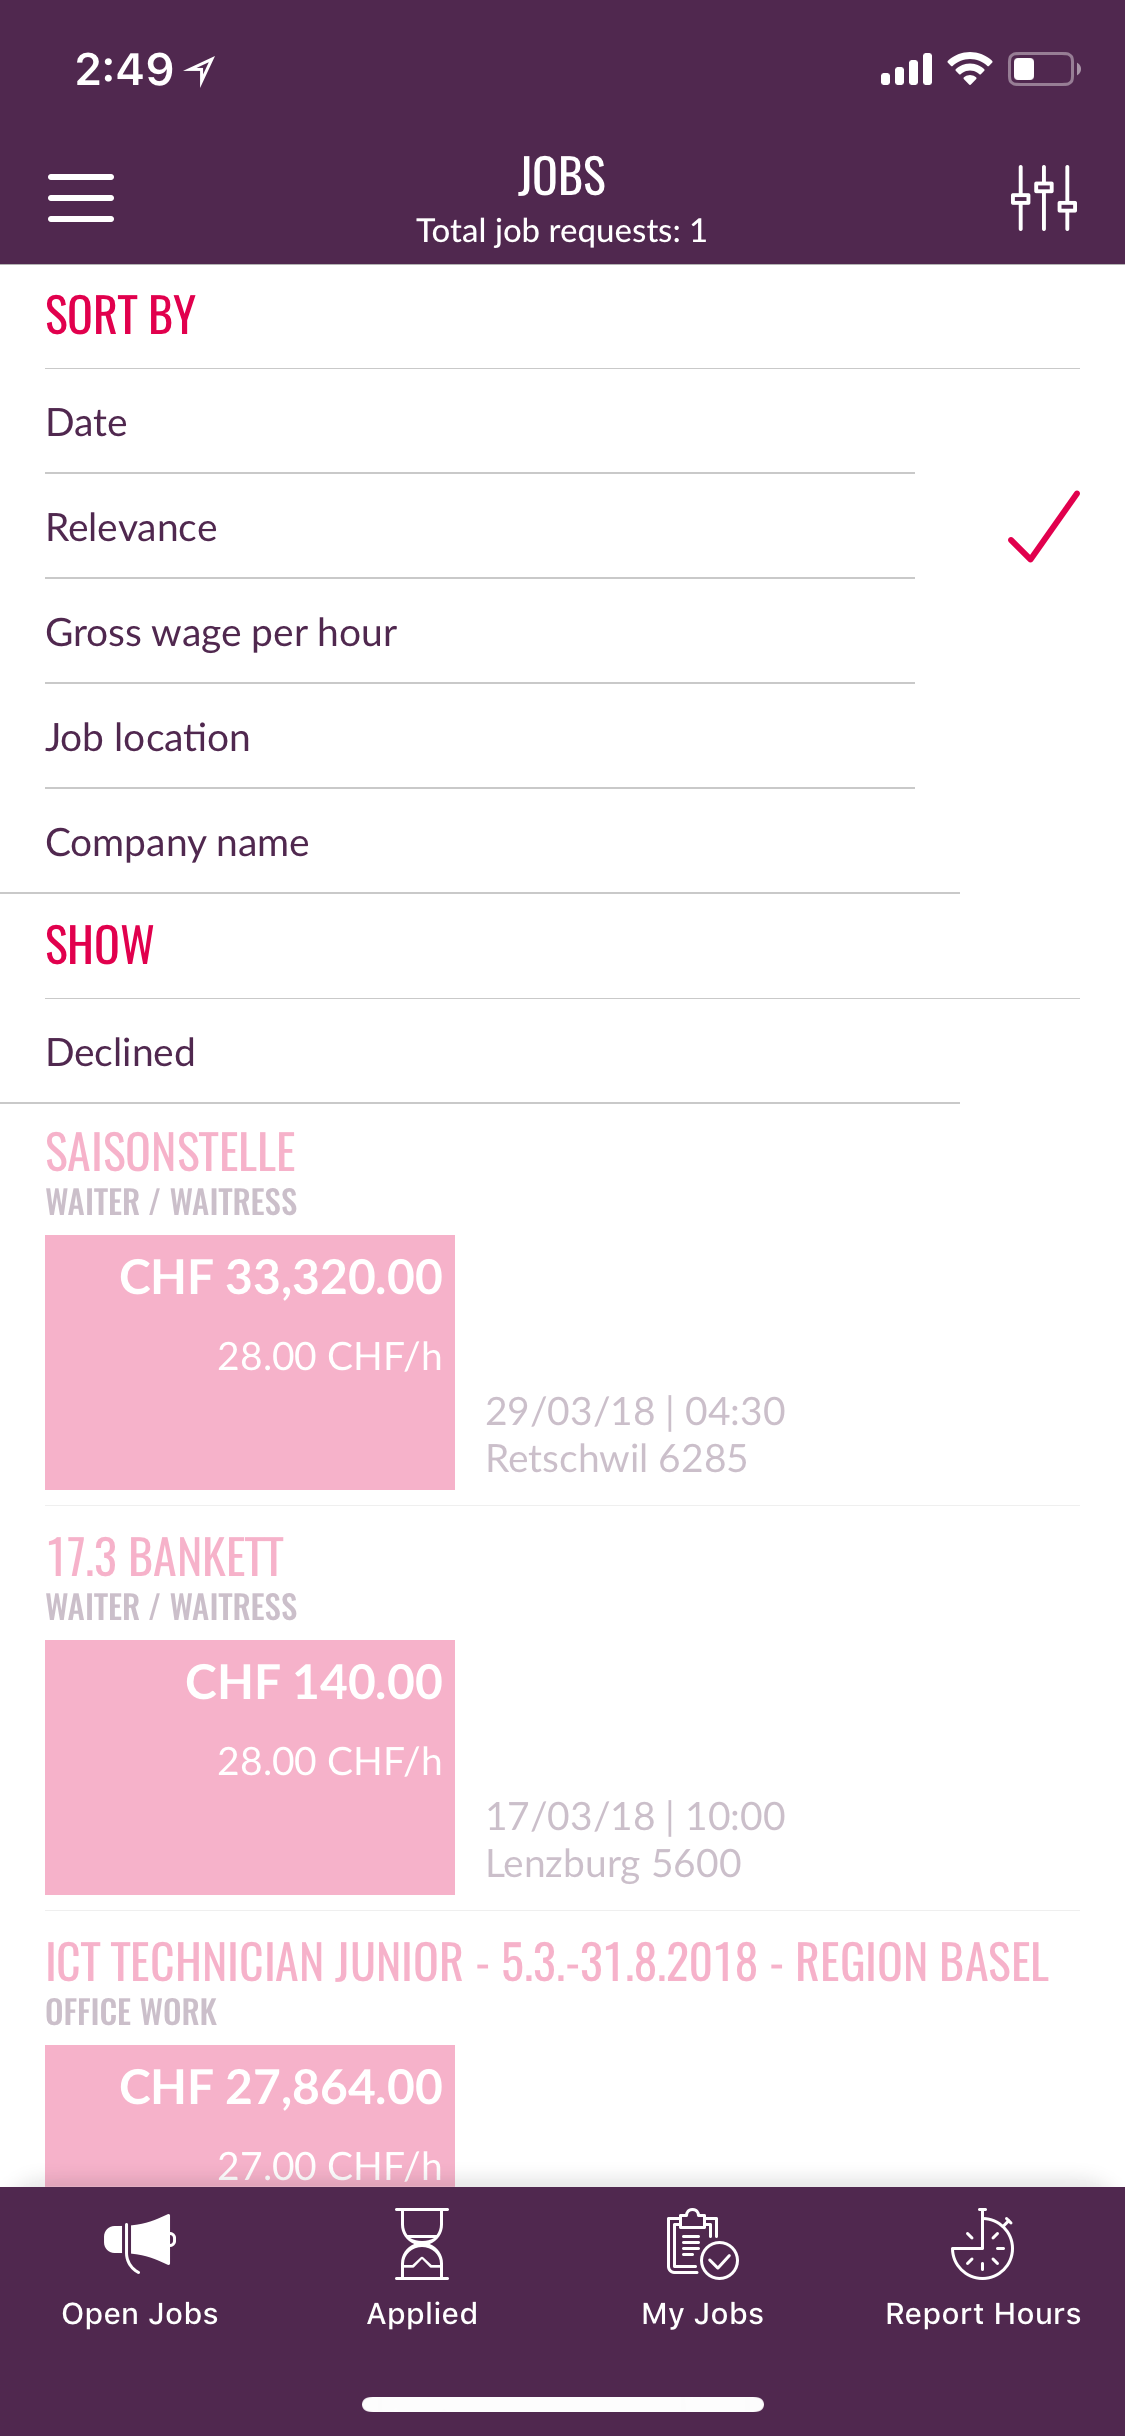 2:49
JOBS
Total job requests: 1
SORT BY
Date
Relevance
Gross wage per hour
Job location
Company name
SHOW
Declined
SAISONSTELLE
WAITER / WAITRESS
CHF 33,320.00
28.00 CHF/h
29/03/18 | 04:30
Retschwil 6285
17.3 BANKETT
WAITER / WAITRESS
CHF 140.00
28.00 CHF/h
17/03/18 | 10:00
Lenzburg 5600
ICT TECHNICIAN JUNIOR - 5.3.-31.8.2018 - REGION BASEL
OFFICE WORK
CHF 27,864.00
27.00 CHF/h
Open Jobs
Applied
My Jobs
Report Hours